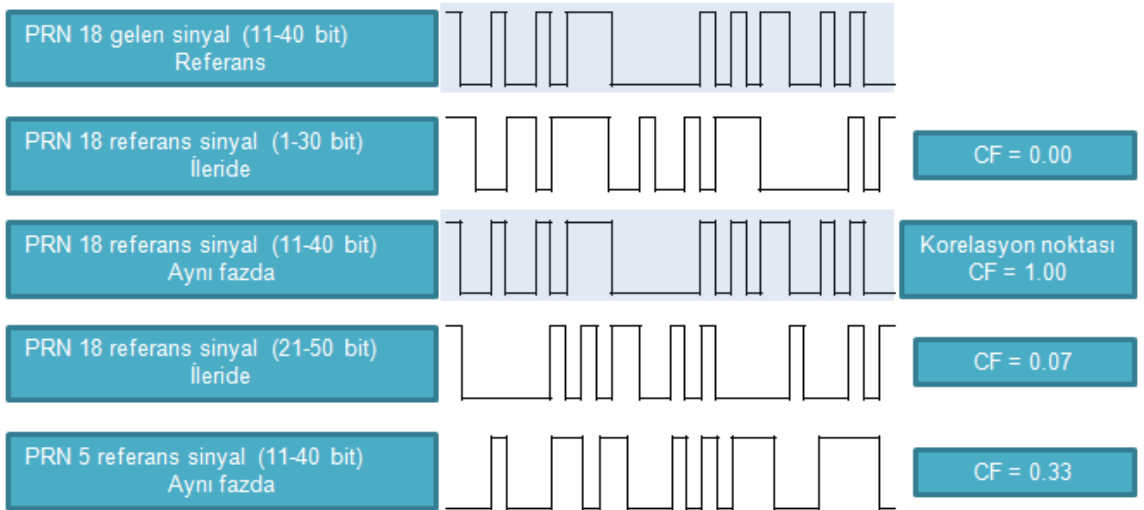 PRN 18 gelen sinyal (11-40 bit)
Referans
PRN 18 referans sinyal (1-30 bit)
İleride
CF = 0.00
PRN 18 referans sinyal (11-40 bit)
Aynı fazda
Korelasyon noktası
CF = 1.00
PRN 18 referans sinyal (21-50 bit)
İleride
CF = 0.07
PRN 5 referans sinyal (11-40 bit)
Aynı fazda
CF = 0.33